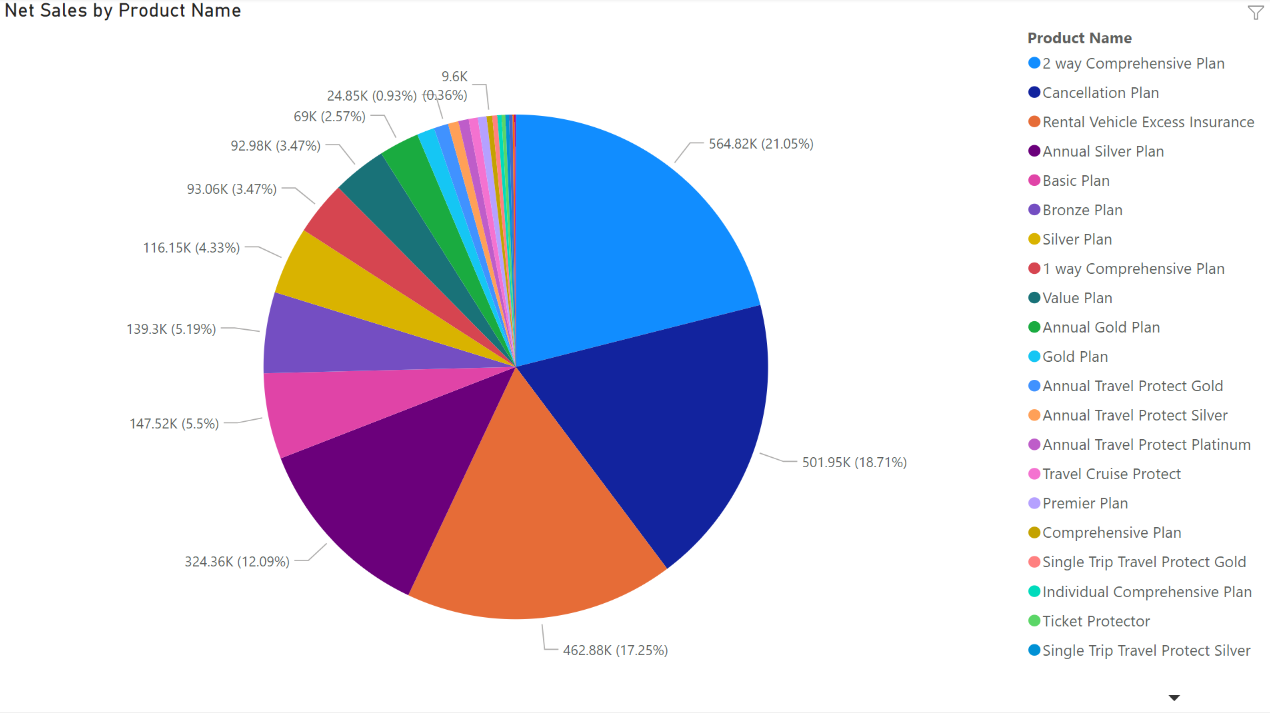 Net Sales by Product Name
Product Name
2 way Comprehensive Plan
Cancellation Plan
Rental Vehicle Excess Insurance
Annual Silver Plan
Basic Plan
Bronze Plan
Silver Plan
1 way Comprehensive Plan
Value Plan
Annual Gold Plan
Gold Plan
Annual Travel Protect Gold
Annual Travel Protect Silver
Annual Travel Protect Platinum
Travel Cruise Protect
Premier Plan
Comprehensive Plan
Single Trip Travel Protect Gold
Individual Comprehensive Plan
Ticket Protector
Single Trip Travel Protect Silver
564.82K (21.05%)
501.95K (18.71%)
462.88K (17.25%)
324.36K (12.09%)
147.52K (5.5%)
139.3K (5.19%)
116.15K (4.33%)
93.06K (3.47%)
92.98K (3.47%)
69K (2.57%)
24.85K (0.93%)
9.6K
(0.36%)